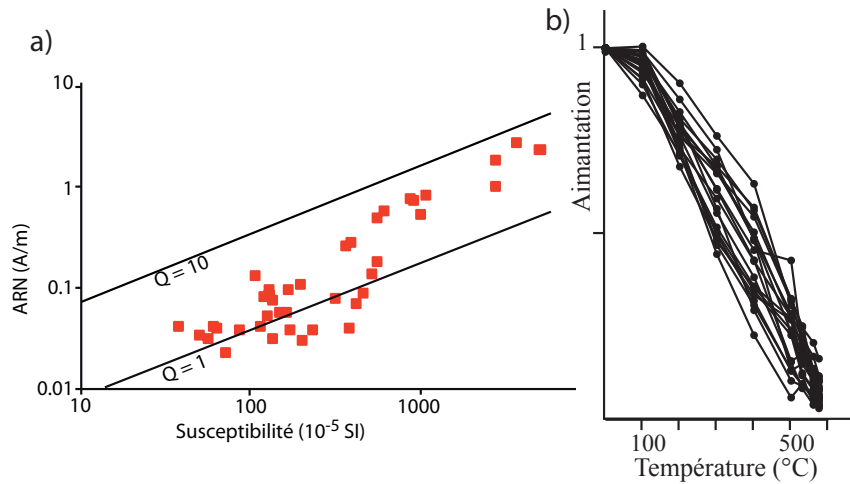 a)
ARN (A/m)
10
1
0.1
0.01
Q = 10
Q = 1
10
100
1000
Susceptibilité (10⁻⁵ SI)
b)
Aimantation
1
100
500
Température (°C)